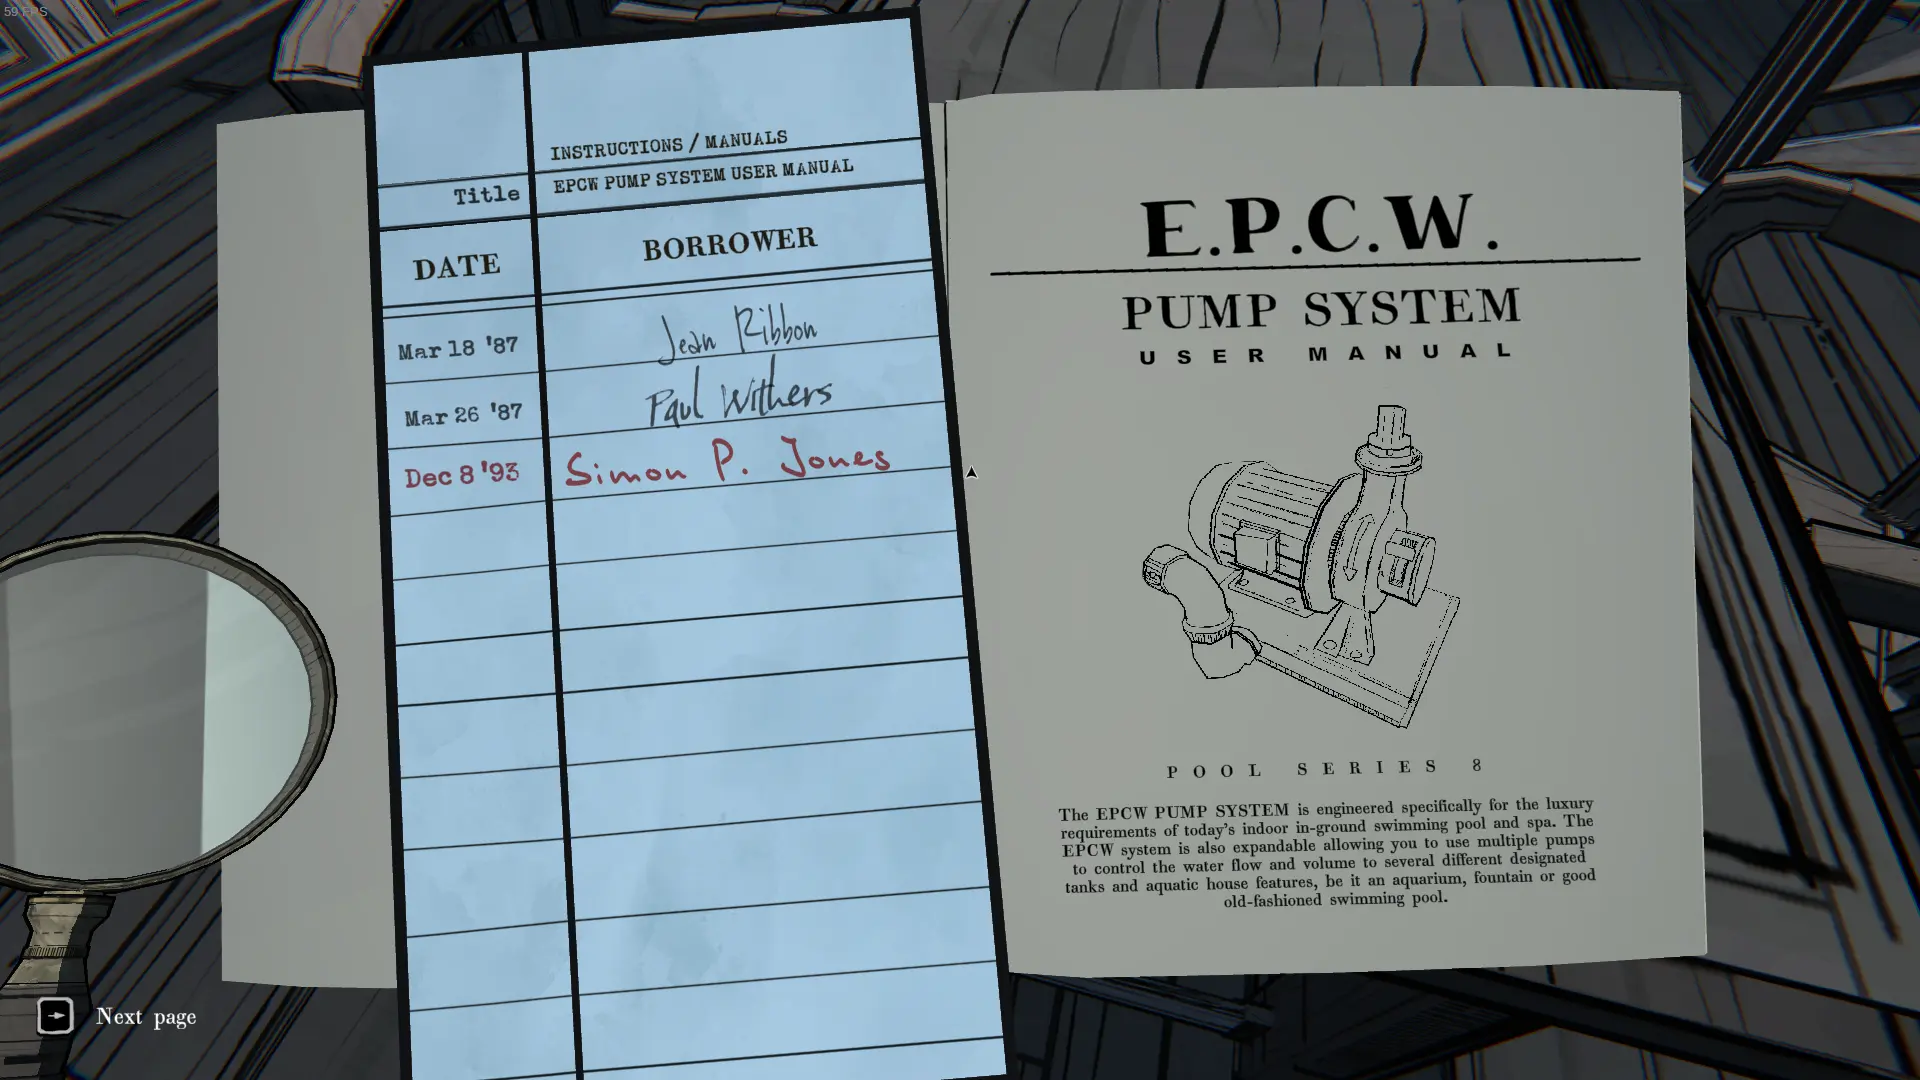 59 FPS
INSTRUCTIONS / MANUALS
Title EPCW PUMP SYSTEM USER MANUAL
DATE BORROWER
Mar 18 '87 Jean Ribbon
Mar 26 '87 Paul Withers
Dec 8 '93 Simon P. Jones
E.P.C.W.
PUMP SYSTEM
USER MANUAL
POOL SERIES 8
The EPCW PUMP SYSTEM is engineered specifically for the luxury
requirements of today's indoor in-ground swimming pool and spa. The
EPCW system is also expandable allowing you to use multiple pumps
to control the water flow and volume to several different designated
tanks and aquatic house features, be it an aquarium, fountain or good
old-fashioned swimming pool.
Next page